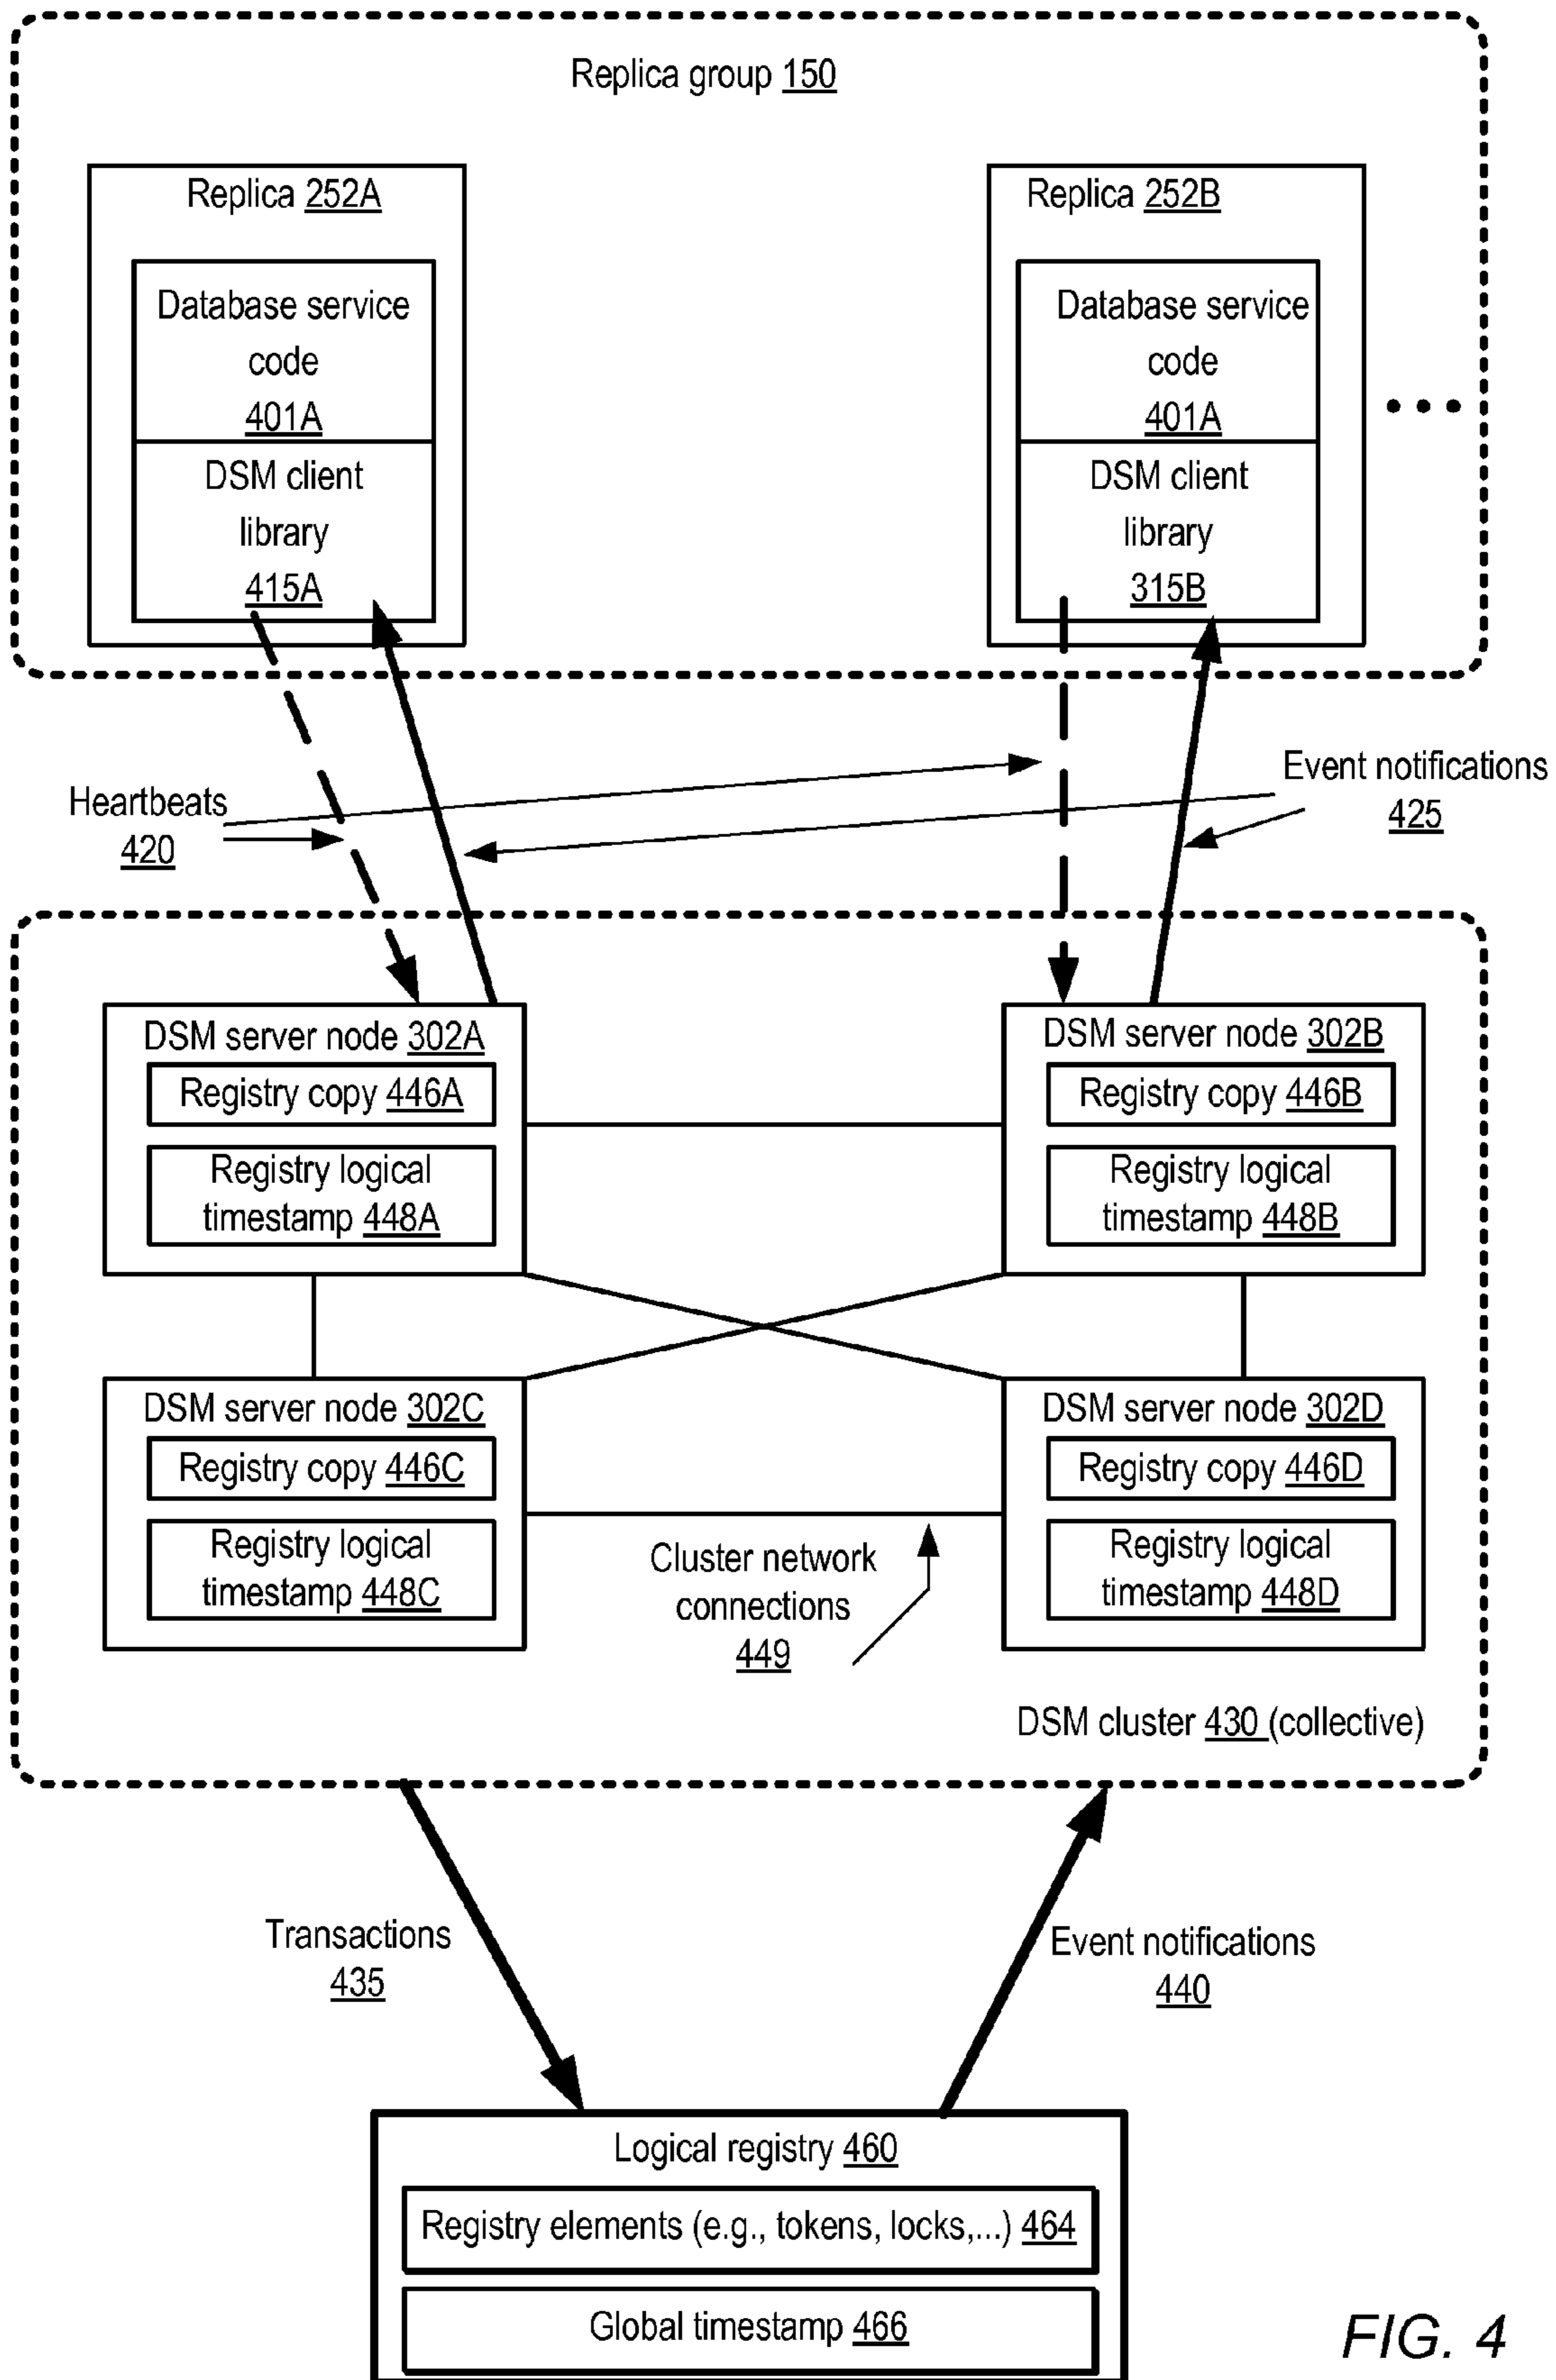 Replica group 150
Replica 252A
Database service
code
401A
DSM client
library
415A
Replica 252B
Database service
code
401A
DSM client
library
315B
Heartbeats
420
Event notifications
425
DSM server node 302A
Registry copy 446A
Registry logical
timestamp 448A
DSM server node 302B
Registry copy 446B
Registry logical
timestamp 448B
DSM server node 302C
Registry copy 446C
Registry logical
timestamp 448C
DSM server node 302D
Registry copy 446D
Registry logical
timestamp 448D
Cluster network
connections
449
DSM cluster 430 (collective)
Transactions
435
Event notifications
440
Logical registry 460
Registry elements (e.g., tokens, locks,...) 464
Global timestamp 466
FIG. 4